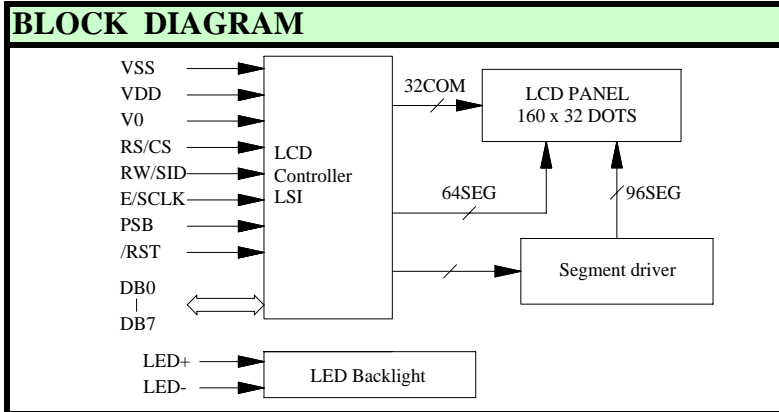 BLOCK DIAGRAM
VSS
VDD
V0
RS/CS
RW/SID
E/SCLK
PSB
/RST
DB0
DB7
LCD
Controller
LSI
32COM
LCD PANEL
160 x 32 DOTS
64SEG
96SEG
Segment driver
LED+
LED-
LED Backlight